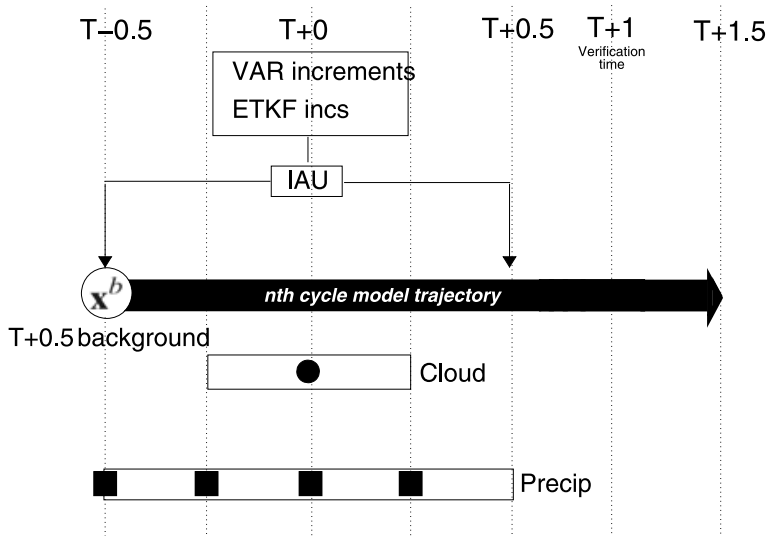 T−0.5 T+0 T+0.5 T+1 T+1.5
Verification
time
VAR increments
ETKF incs
IAU
x^b nth cycle model trajectory
T+0.5 background
Cloud
Precip